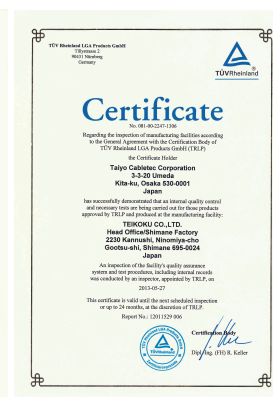 TÜV Rheinland LGA Products GmbH
Tillystrasse 2
90431 Nürnberg
Germany
TÜVRheinland
Certificate
No. 081-00-2247-1306
Regarding the inspection of manufacturing facilities according
to the General Agreement with the Certification Body of
TÜV Rheinland LGA Products GmbH (TRLP)
the Certificate Holder
Taiyo Cabletec Corporation
3-3-20 Umeda
Kita-ku, Osaka 530-0001
Japan
has successfully demonstrated that an internal quality control
and necessary tests are being carried out for those products
approved by TRLP and produced at the manufacturing facility:
TEIKOKU CO.,LTD.
Head Office/Shimane Factory
2230 Kannushi, Ninomiya-cho
Gootsu-shi, Shimane 695-0024
Japan
An inspection of the facility's quality assurance
system and test procedures, including internal records
was conducted by an inspector, appointed by TRLP, on
2013-05-27
This certificate is valid until the next scheduled inspection
or up to 24 months, at the discretion of TRLP.
Report No.: 12011529 006
Certification Body
TÜVRheinland
Dipl.-Ing. (FH) R. Keller